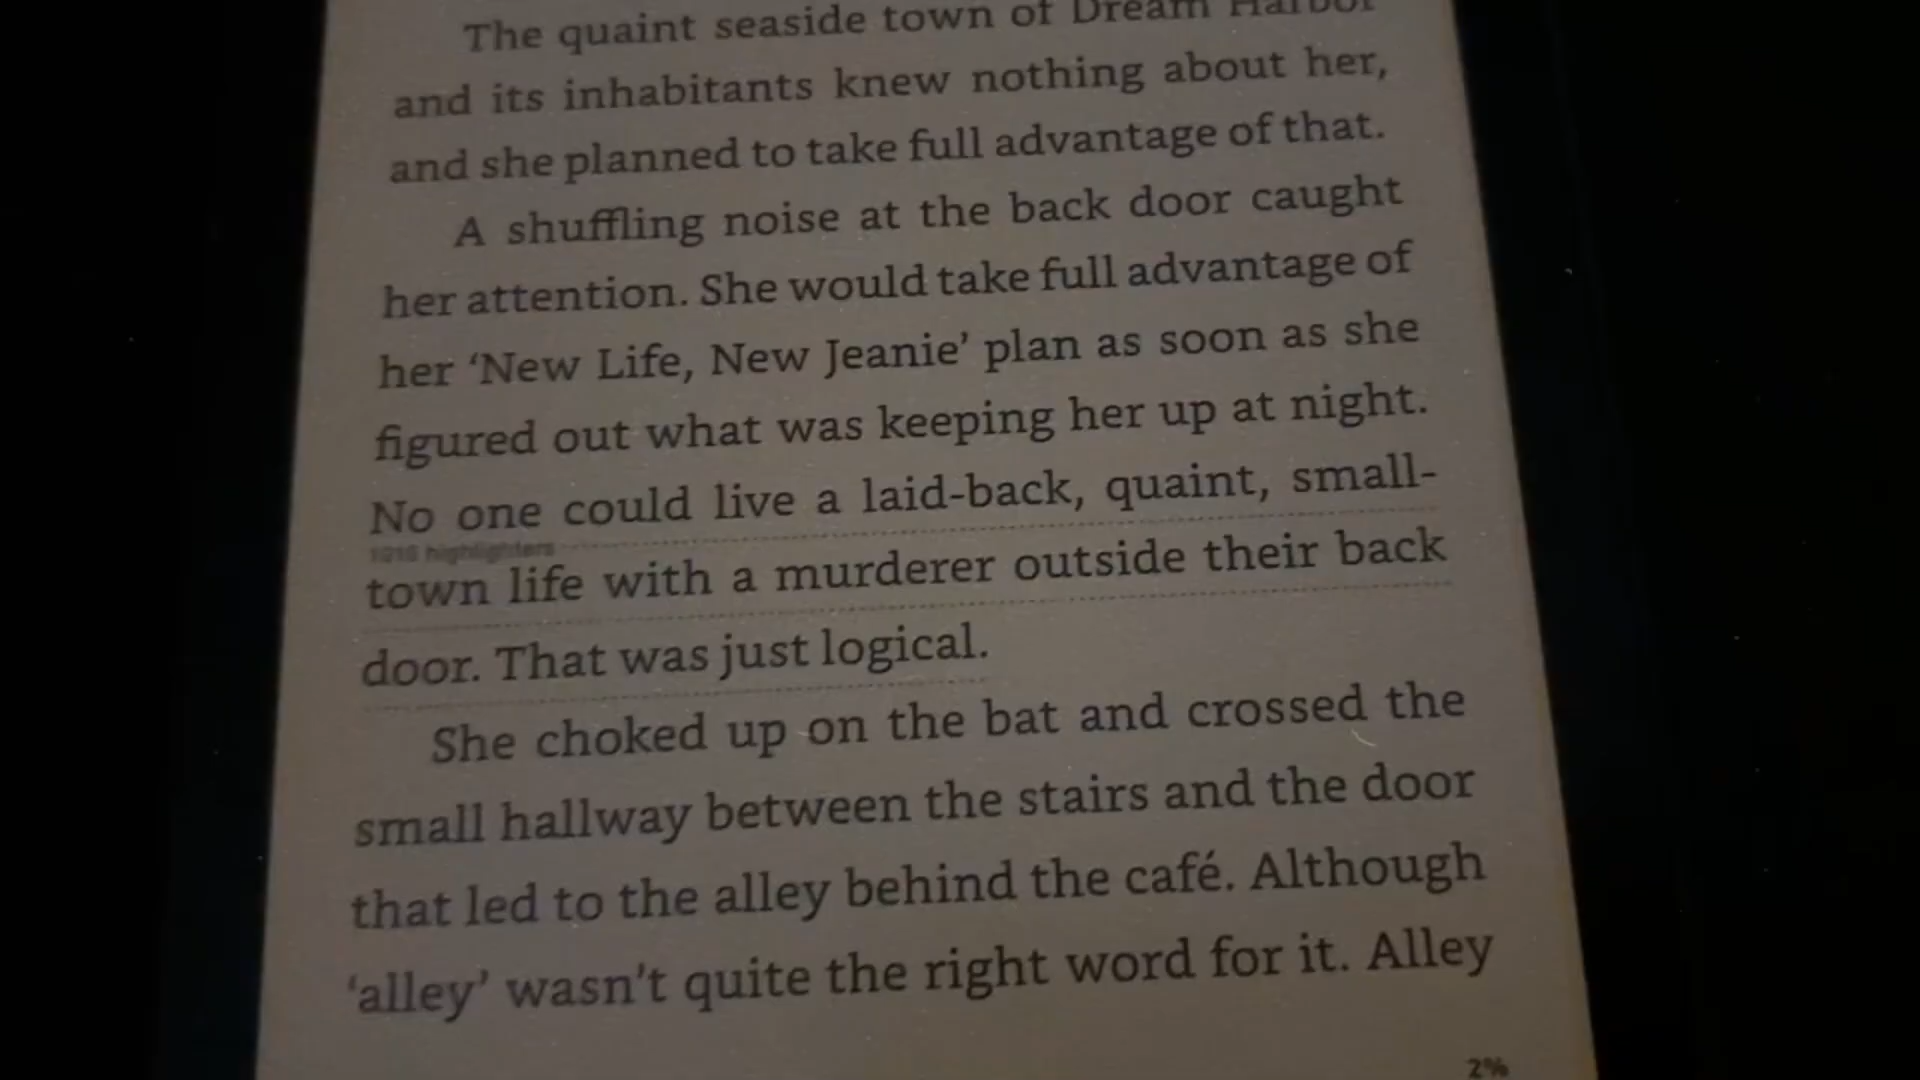 The quaint seaside town of Dream Harbor
and its inhabitants knew nothing about her,
and she planned to take full advantage of that.
A shuffling noise at the back door caught
her attention. She would take full advantage of
her ‘New Life, New Jeanie’ plan as soon as she
figured out what was keeping her up at night.
No one could live a laid-back, quaint, small-
highlighters
town life with a murderer outside their back
door. That was just logical.
She choked up on the bat and crossed the
small hallway between the stairs and the door
that led to the alley behind the café. Although
‘alley’ wasn’t quite the right word for it. Alley
2%